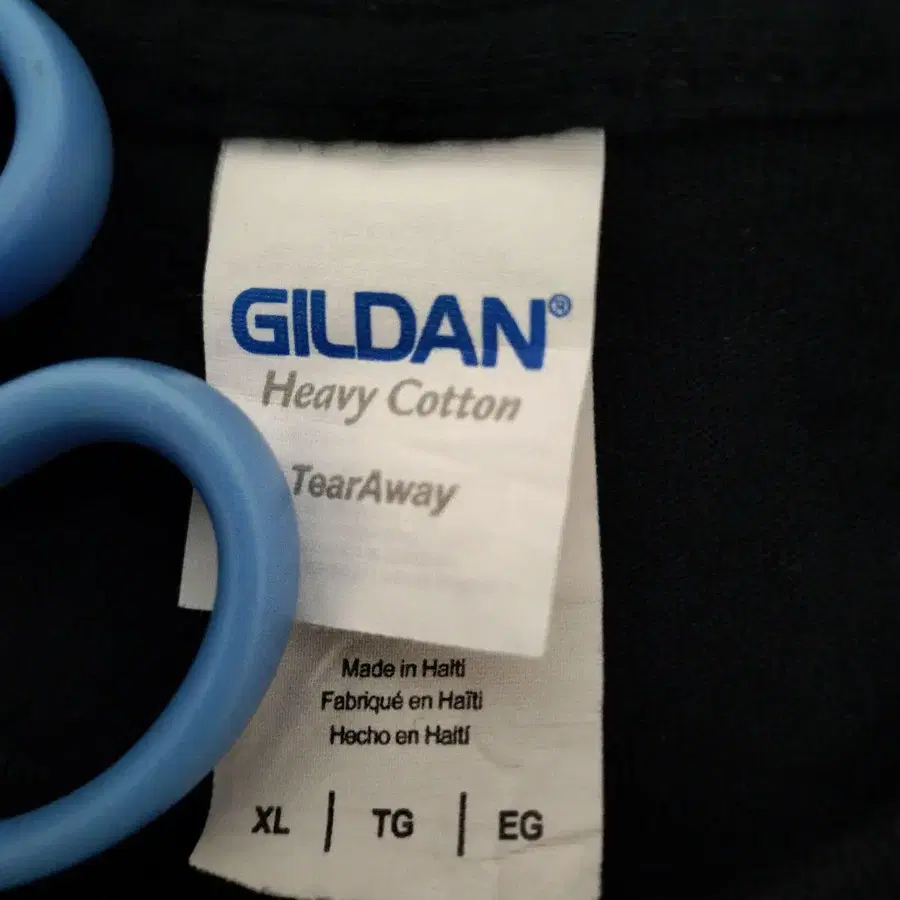 GILDAN®
Heavy Cotton
TearAway
Made in Haiti
Fabriqué en Haïti
Hecho en Haití
XL | TG | EG